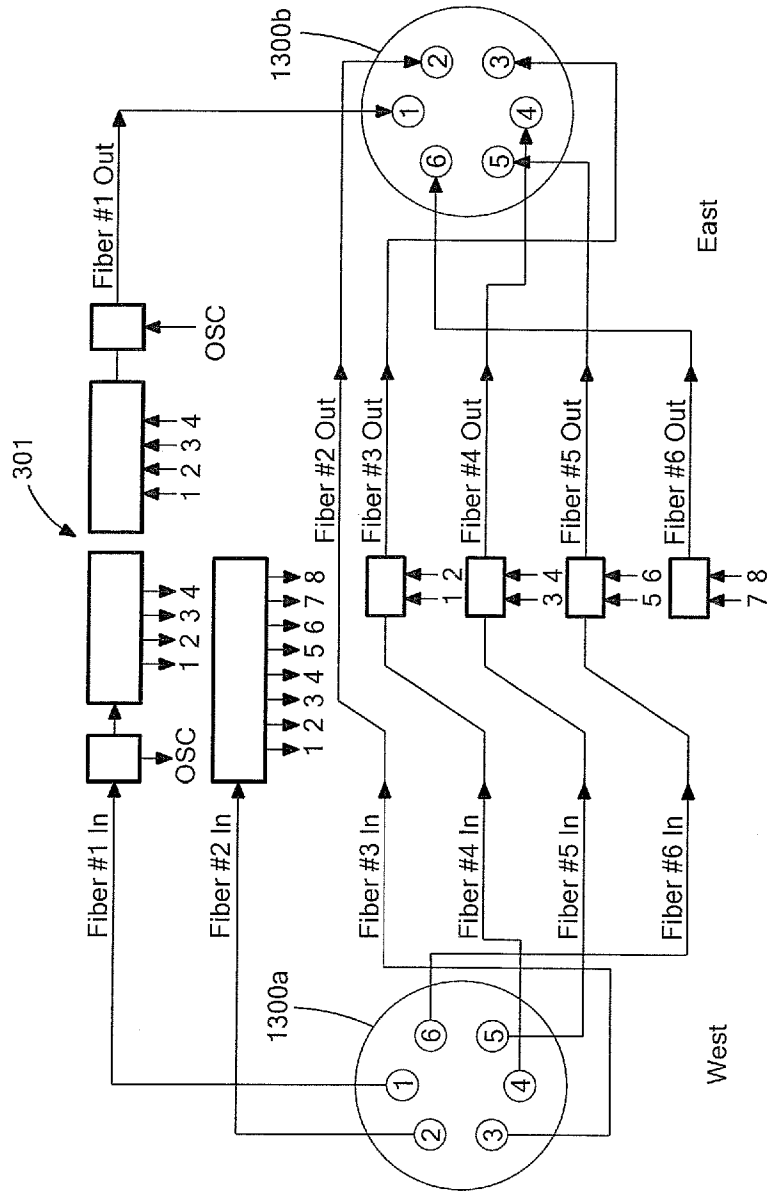 301
Fiber #1 In
OSC
1 2 3 4
1 2 3 4
OSC
Fiber #1 Out
Fiber #2 In
1 2 3 4 5 6 7 8
Fiber #3 In
Fiber #2 Out
Fiber #4 In
1 2
Fiber #3 Out
Fiber #5 In
3 4
Fiber #4 Out
Fiber #6 In
5 6
Fiber #5 Out
7 8
Fiber #6 Out
1300a
1
2
3
4
5
6
West
1300b
1
2
3
4
5
6
East